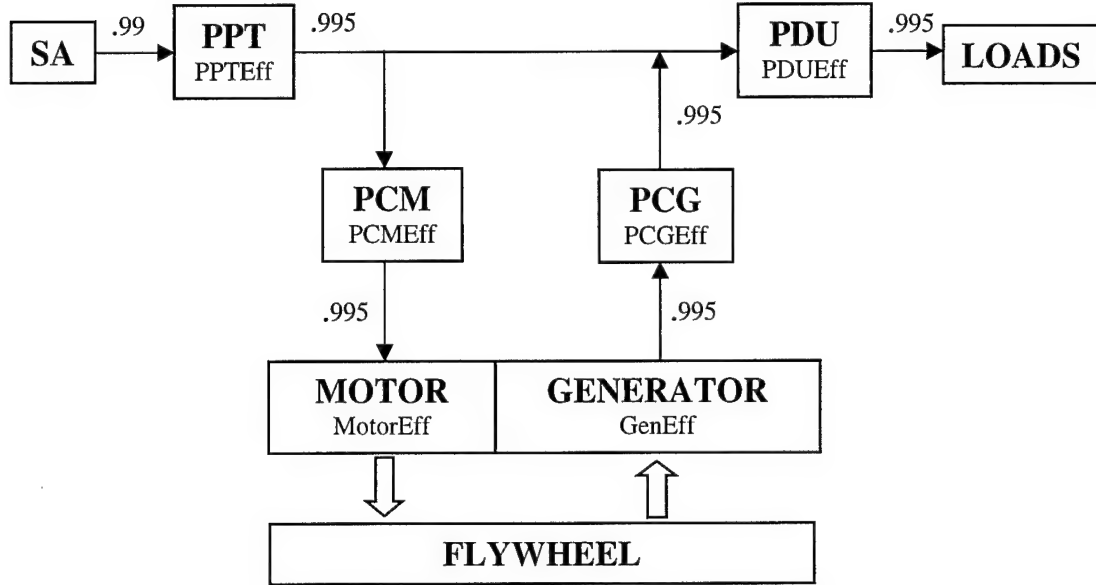 SA
.99
PPT
PPTEff
.995
PDU
PDUEff
.995
LOADS
.995
PCM
PCMEff
PCG
PCGEff
.995
.995
MOTOR
MotorEff
GENERATOR
GenEff
FLYWHEEL